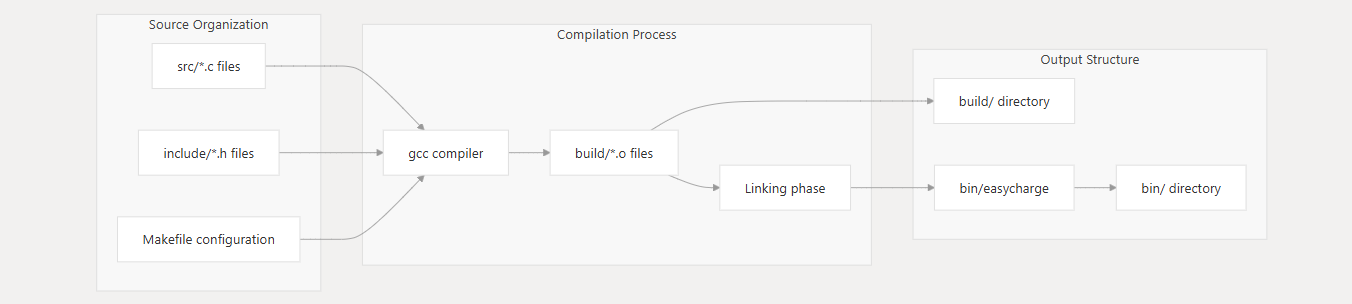 Source Organization
src/*.c files
include/*.h files
Makefile configuration
Compilation Process
gcc compiler
build/*.o files
Linking phase
Output Structure
build/ directory
bin/easycharge
bin/ directory